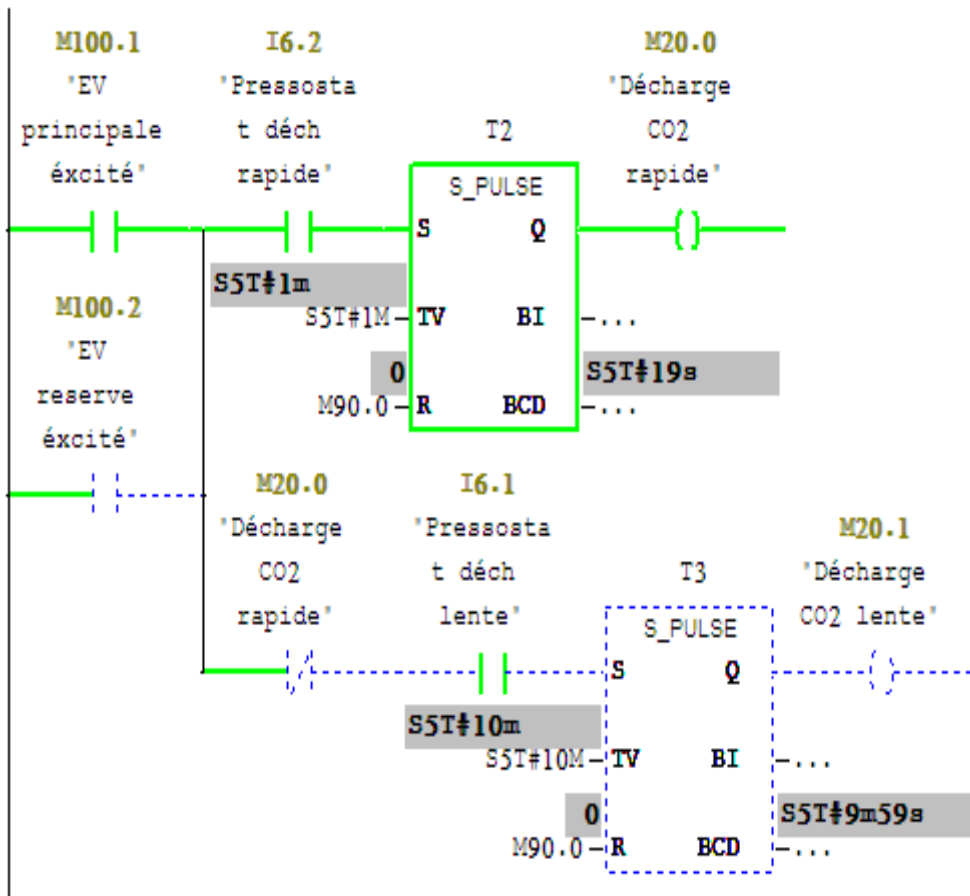 M100.1 I6.2 M20.0
"EV "Pressosta "Décharge
principale t déch T2 CO2
éxcité" rapide" S_PULSE rapide"
S Q
S5T#1m
M100.2 S5T#1M TV BI ...
"EV 0 S5T#19s
reserve M90.0 R BCD ...
éxcité"
M20.0 I6.1
"Décharge "Pressosta M20.1
CO2 t déch T3 "Décharge
rapide" lente" S_PULSE CO2 lente"
S Q
S5T#10m
S5T#10M TV BI ...
0 S5T#9m59s
M90.0 R BCD ...